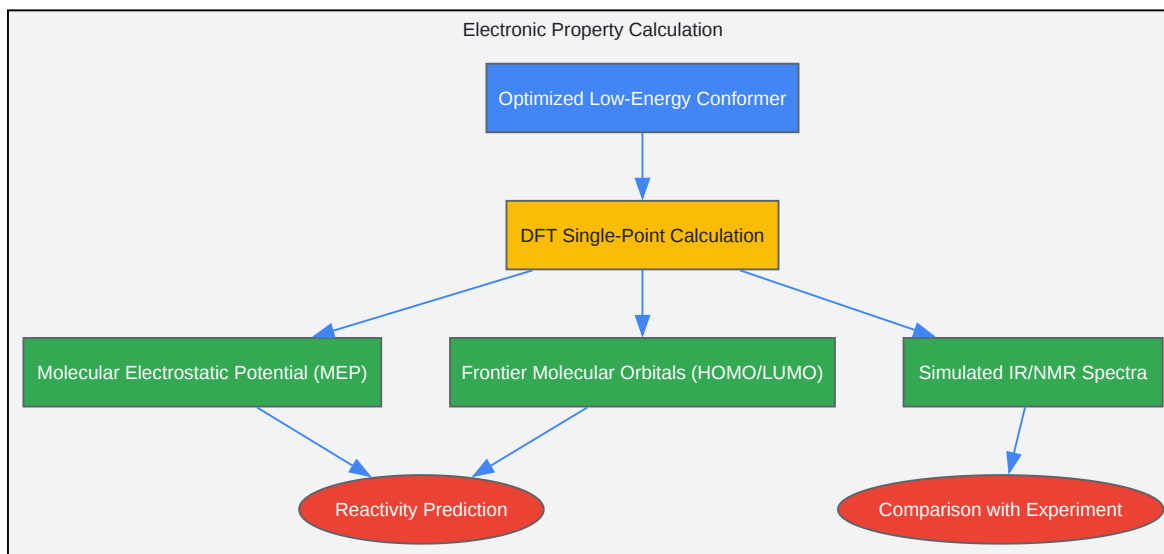 Electronic Property Calculation
Optimized Low-Energy Conformer
DFT Single-Point Calculation
Molecular Electrostatic Potential (MEP)
Frontier Molecular Orbitals (HOMO/LUMO)
Simulated IR/NMR Spectra
Reactivity Prediction
Comparison with Experiment